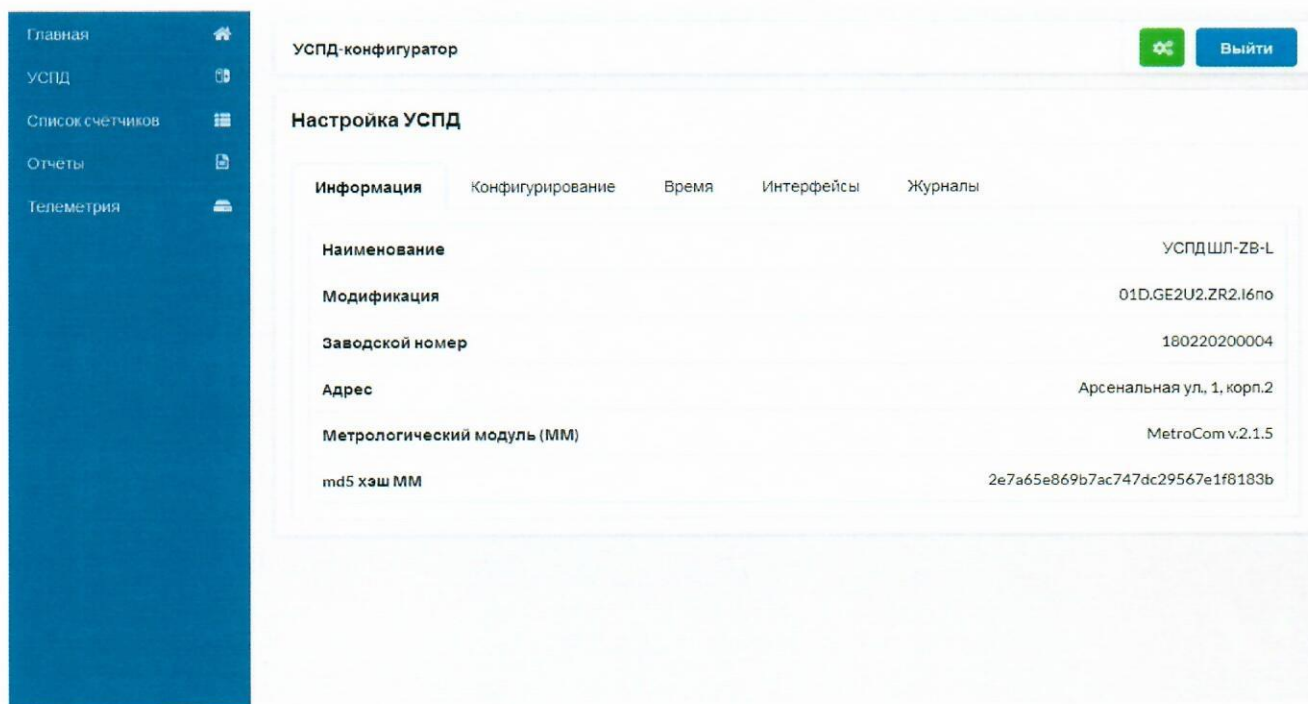 Главная
УСПД
Список счетчиков
Отчеты
Телеметрия
УСПД-конфигуратор
Выйти
Настройка УСПД
Информация Конфигурирование Время Интерфейсы Журналы
Наименование УСПД ШЛ-ZB-L
Модификация 01D.GE2U2.ZR2.I6по
Заводской номер 180220200004
Адрес Арсенальная ул., 1, корп.2
Метрологический модуль (ММ) MetroCom v.2.1.5
md5 хэш ММ 2e7a65e869b7ac747dc29567e1f8183b